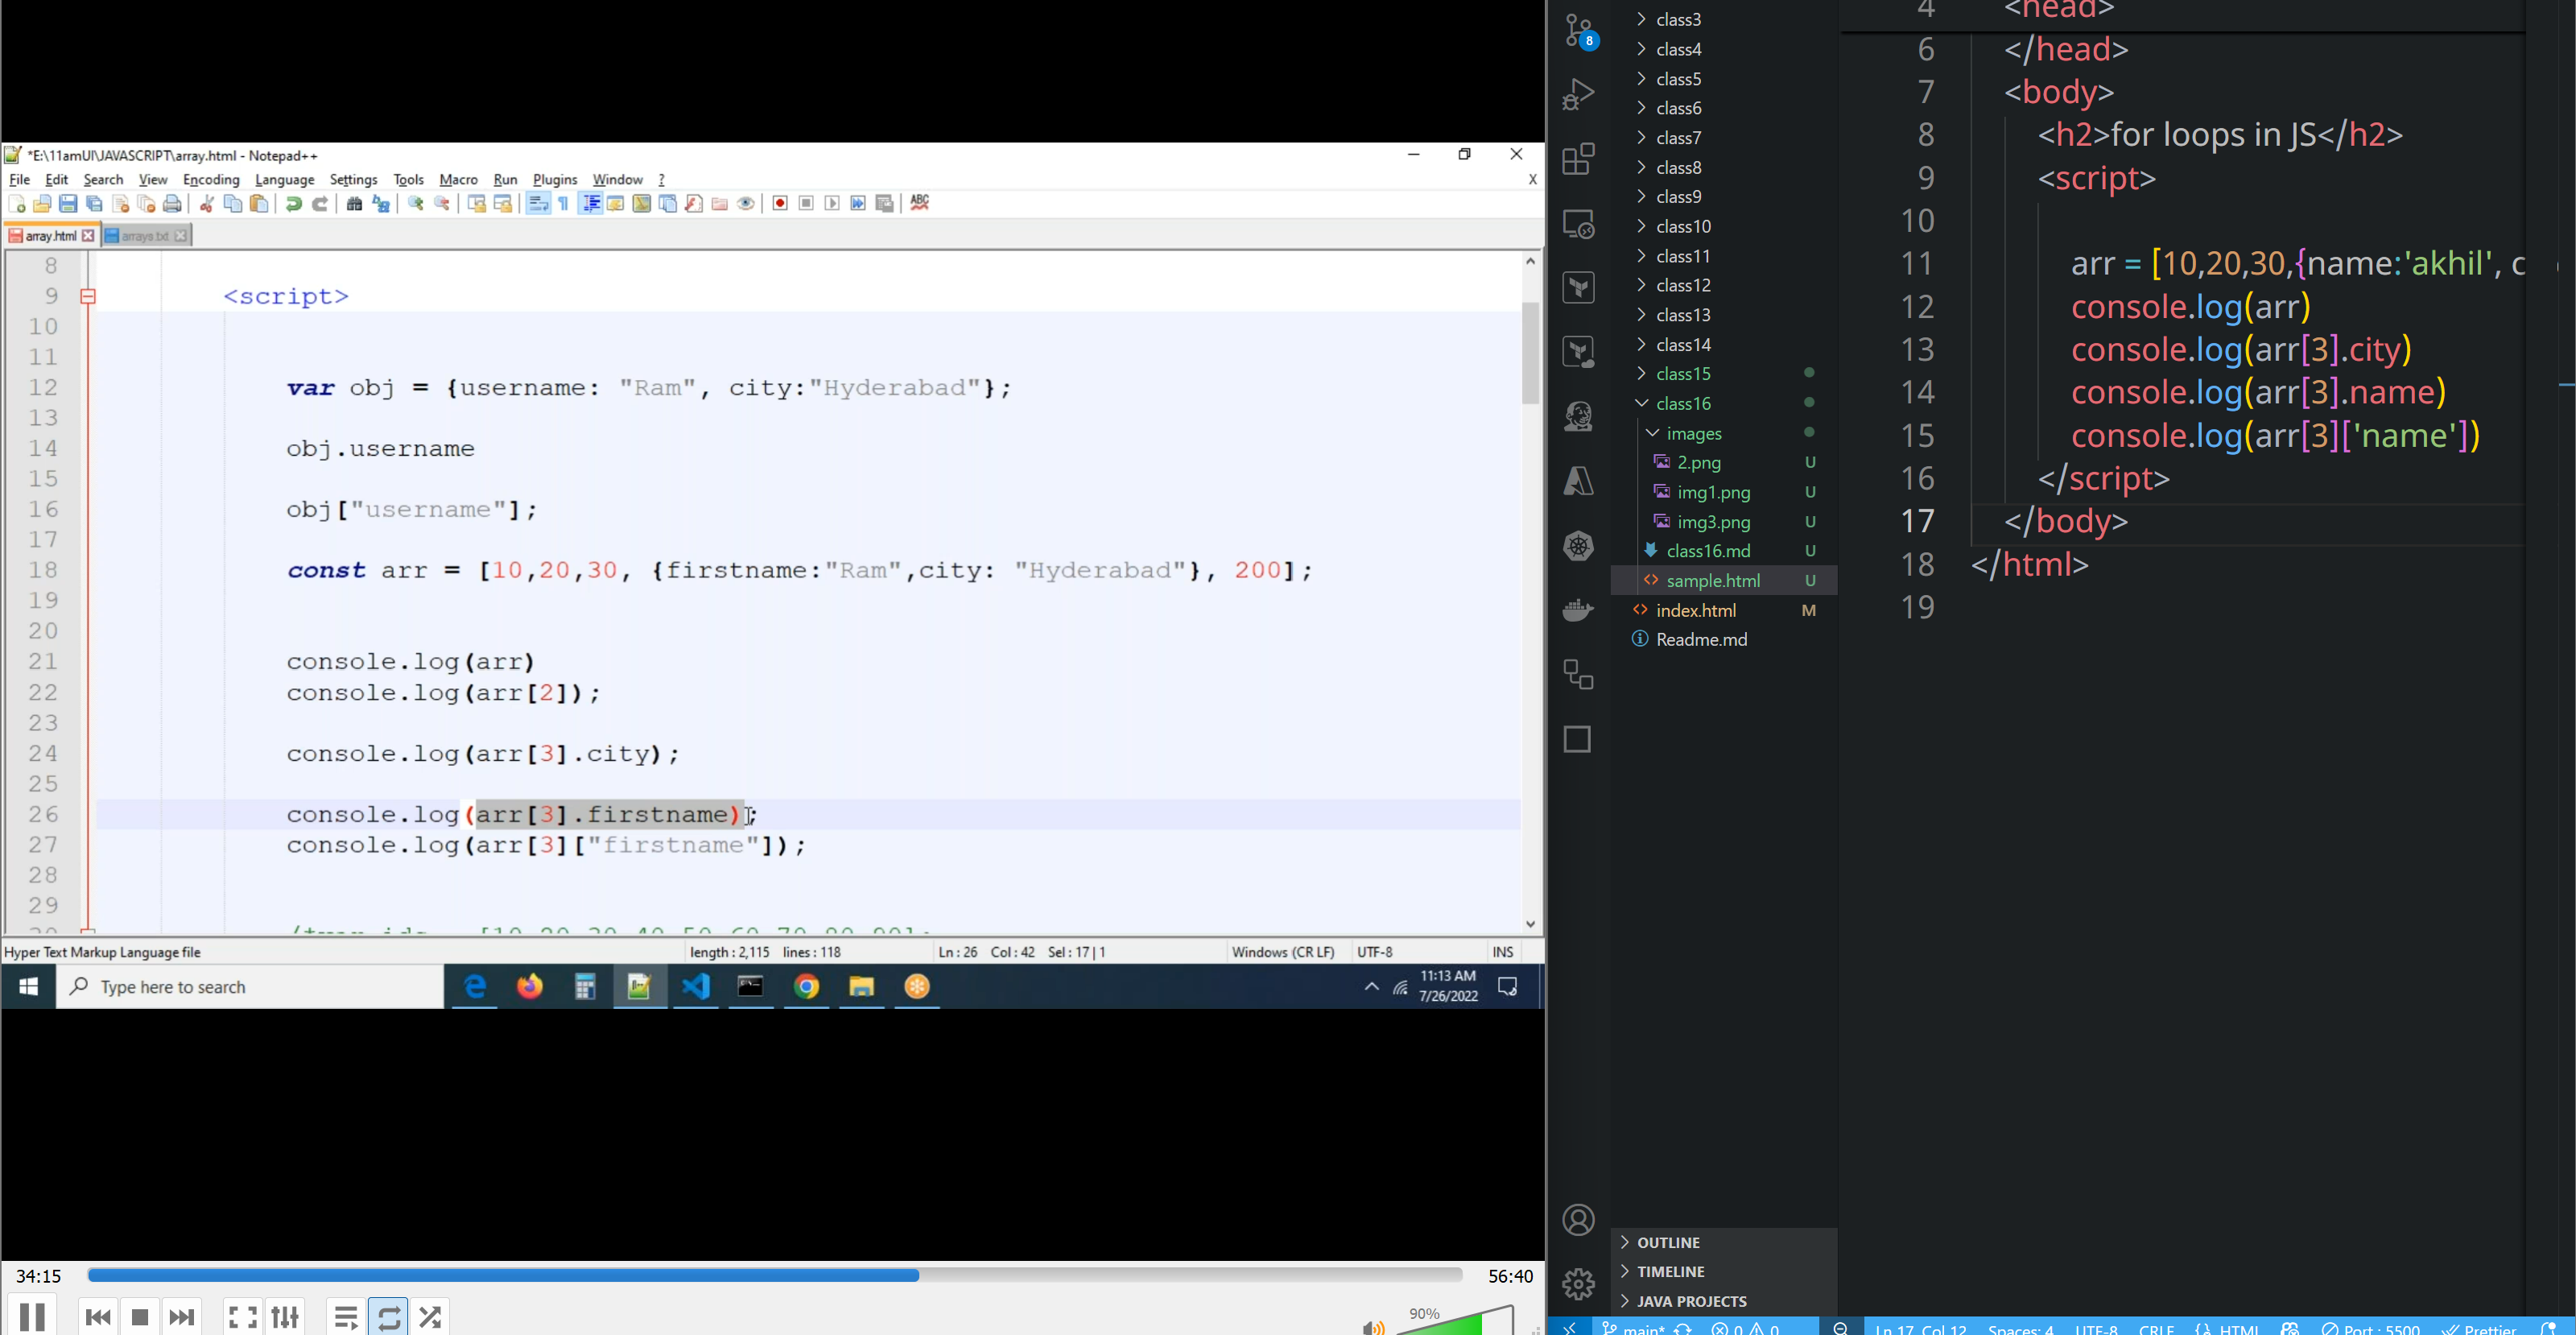 *E:\11amUI\JAVASCRIPT\array.html - Notepad++
File Edit Search View Encoding Language Settings Tools Macro Run Plugins Window ?
X
array.html arrays.txt
8
9 <script>
10
11
12 var obj = {username: "Ram", city:"Hyderabad"};
13
14 obj.username
15
16 obj["username"];
17
18 const arr = [10,20,30, {firstname:"Ram",city: "Hyderabad"}, 200];
19
20
21 console.log(arr)
22 console.log(arr[2]);
23
24 console.log(arr[3].city);
25
26 console.log(arr[3].firstname);
27 console.log(arr[3]["firstname"]);
28
29
Hyper Text Markup Language file length : 2,115 lines : 118 Ln : 26 Col : 42 Sel : 17 | 1 Windows (CR LF) UTF-8 INS
Type here to search
11:13 AM
7/26/2022
34:15 56:40
90%
8
class3
class4
class5
class6
class7
class8
class9
class10
class11
class12
class13
class14
class15
class16
images
2.png U
img1.png U
img3.png U
class16.md U
sample.html U
index.html M
Readme.md
OUTLINE
TIMELINE
JAVA PROJECTS
4 <head>
6 </head>
7 <body>
8 <h2>for loops in JS</h2>
9 <script>
10
11 arr = [10,20,30,{name:'akhil', c
12 console.log(arr)
13 console.log(arr[3].city)
14 console.log(arr[3].name)
15 console.log(arr[3]['name'])
16 </script>
17 </body>
18 </html>
19
main* 0 0 Ln 17, Col 12 Spaces: 4 UTF-8 CRLF HTML Port : 5500 Prettier